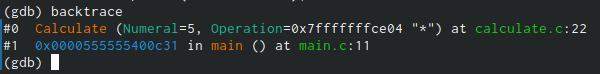 (gdb) backtrace
#0  Calculate (Numeral=5, Operation=0x7fffffffce04 "*") at calculate.c:22
#1  0x0000555555400c31 in main () at main.c:11
(gdb)